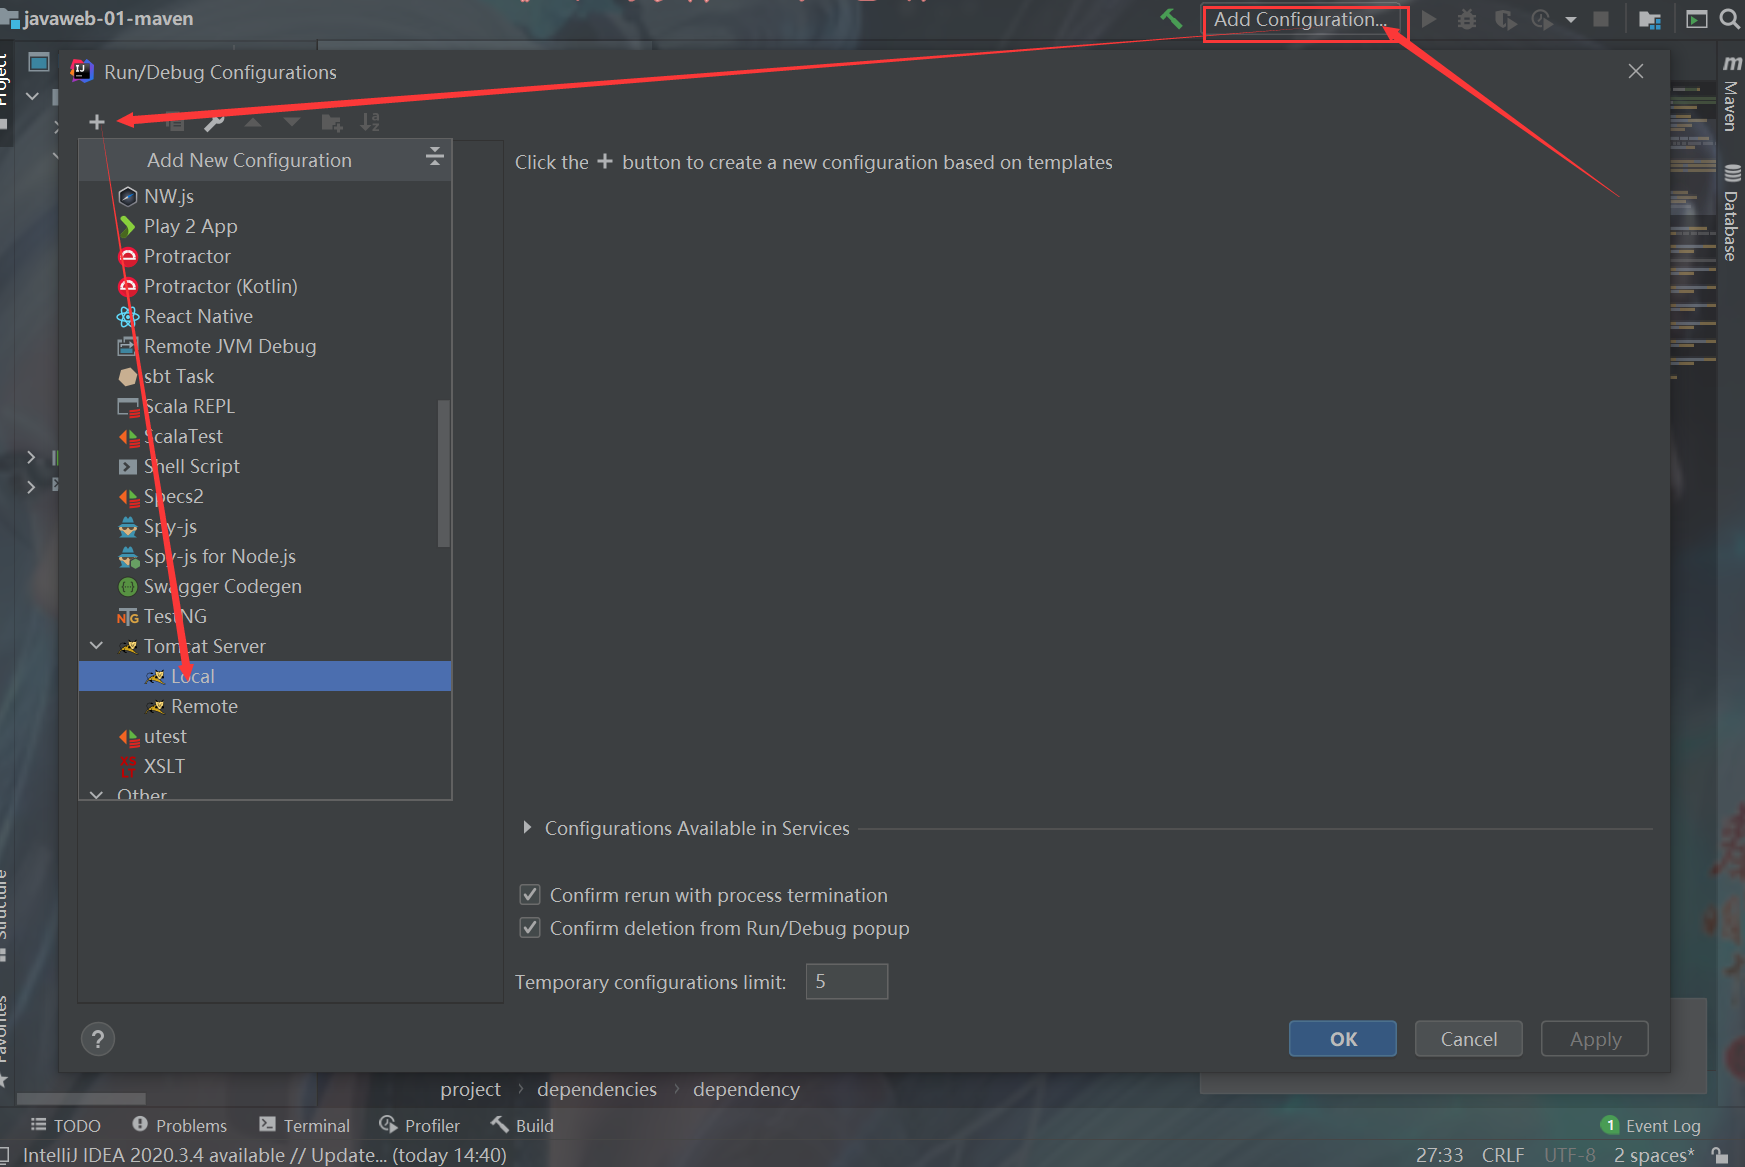 javaweb-01-maven
Add Configuration...
Project
Run/Debug Configurations
Add New Configuration
NW.js
Play 2 App
Protractor
Protractor (Kotlin)
React Native
Remote JVM Debug
sbt Task
Scala REPL
ScalaTest
Shell Script
Specs2
Spy-js
Spy-js for Node.js
Swagger Codegen
TestNG
Tomcat Server
Local
Remote
utest
XSLT
Other
Click the + button to create a new configuration based on templates
Configurations Available in Services
Confirm rerun with process termination
Confirm deletion from Run/Debug popup
Temporary configurations limit: 5
?
OK
Cancel
Apply
Maven
Database
Structure
Favorites
project › dependencies › dependency
TODO
Problems
Terminal
Profiler
Build
1 Event Log
IntelliJ IDEA 2020.3.4 available // Update... (today 14:40)
27:33 CRLF UTF-8 2 spaces*